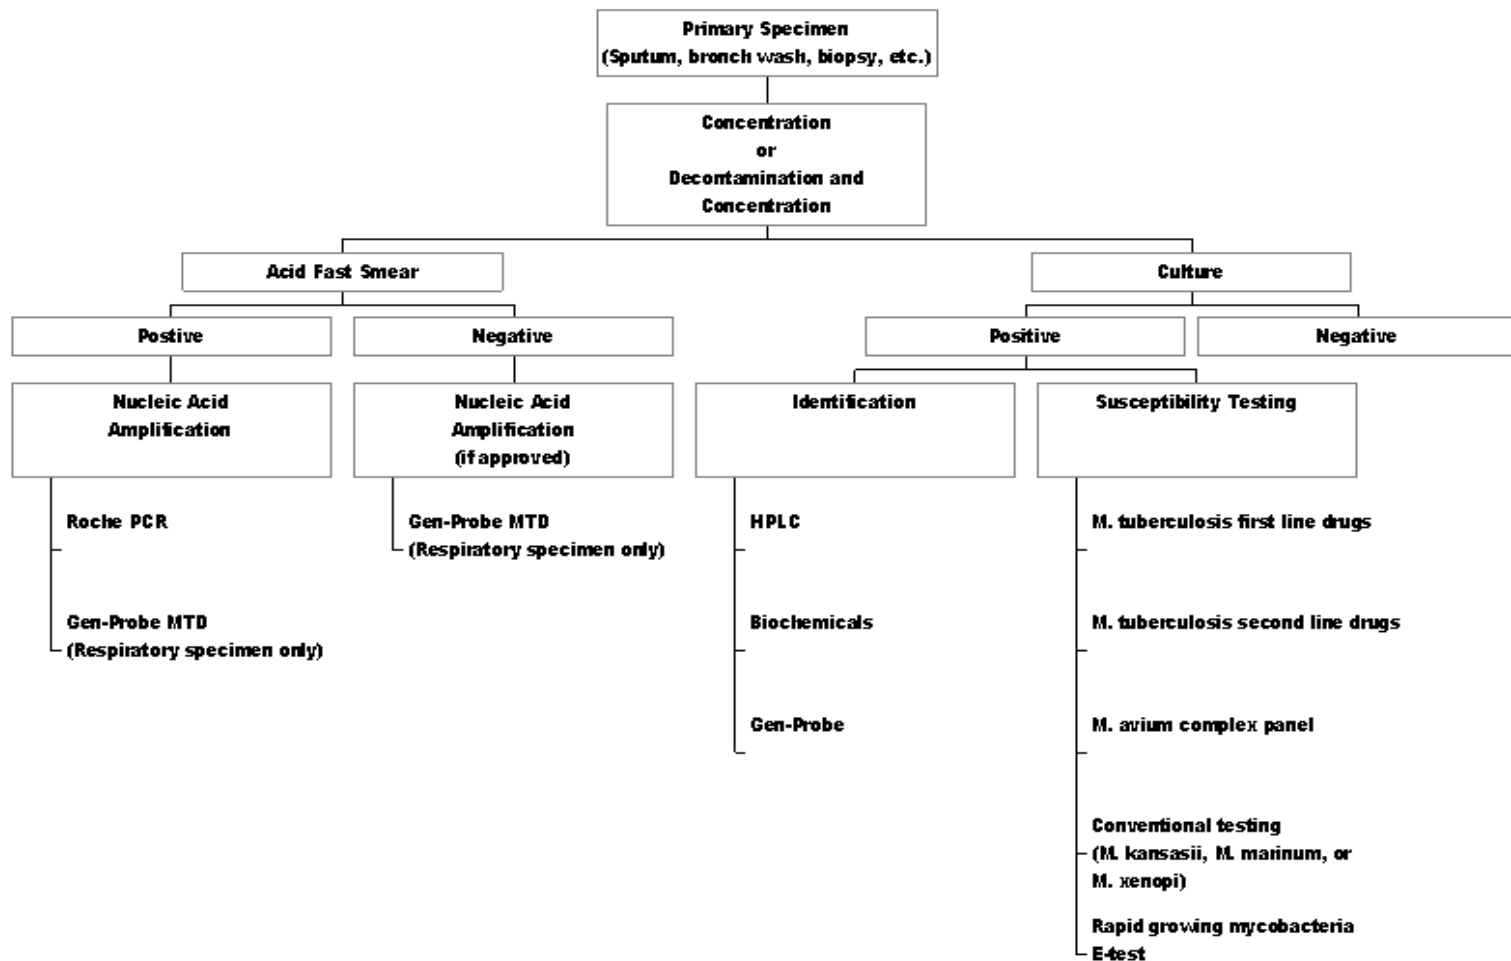 Primary Specimen
(Sputum, bronch wash, biopsy, etc.)
Concentration
or
Decontamination and
Concentration
Acid Fast Smear
Culture
Postive
Negative
Positive
Negative
Nucleic Acid
Amplification
Nucleic Acid
Amplification
(if approved)
Identification
Susceptibility Testing
Roche PCR
Gen-Probe MTD
(Respiratory specimen only)
Gen-Probe MTD
(Respiratory specimen only)
HPLC
Biochemicals
Gen-Probe
M. tuberculosis first line drugs
M. tuberculosis second line drugs
M. avium complex panel
Conventional testing
(M. kansasii, M. marinum, or
M. xenopi)
Rapid growing mycobacteria
E-test